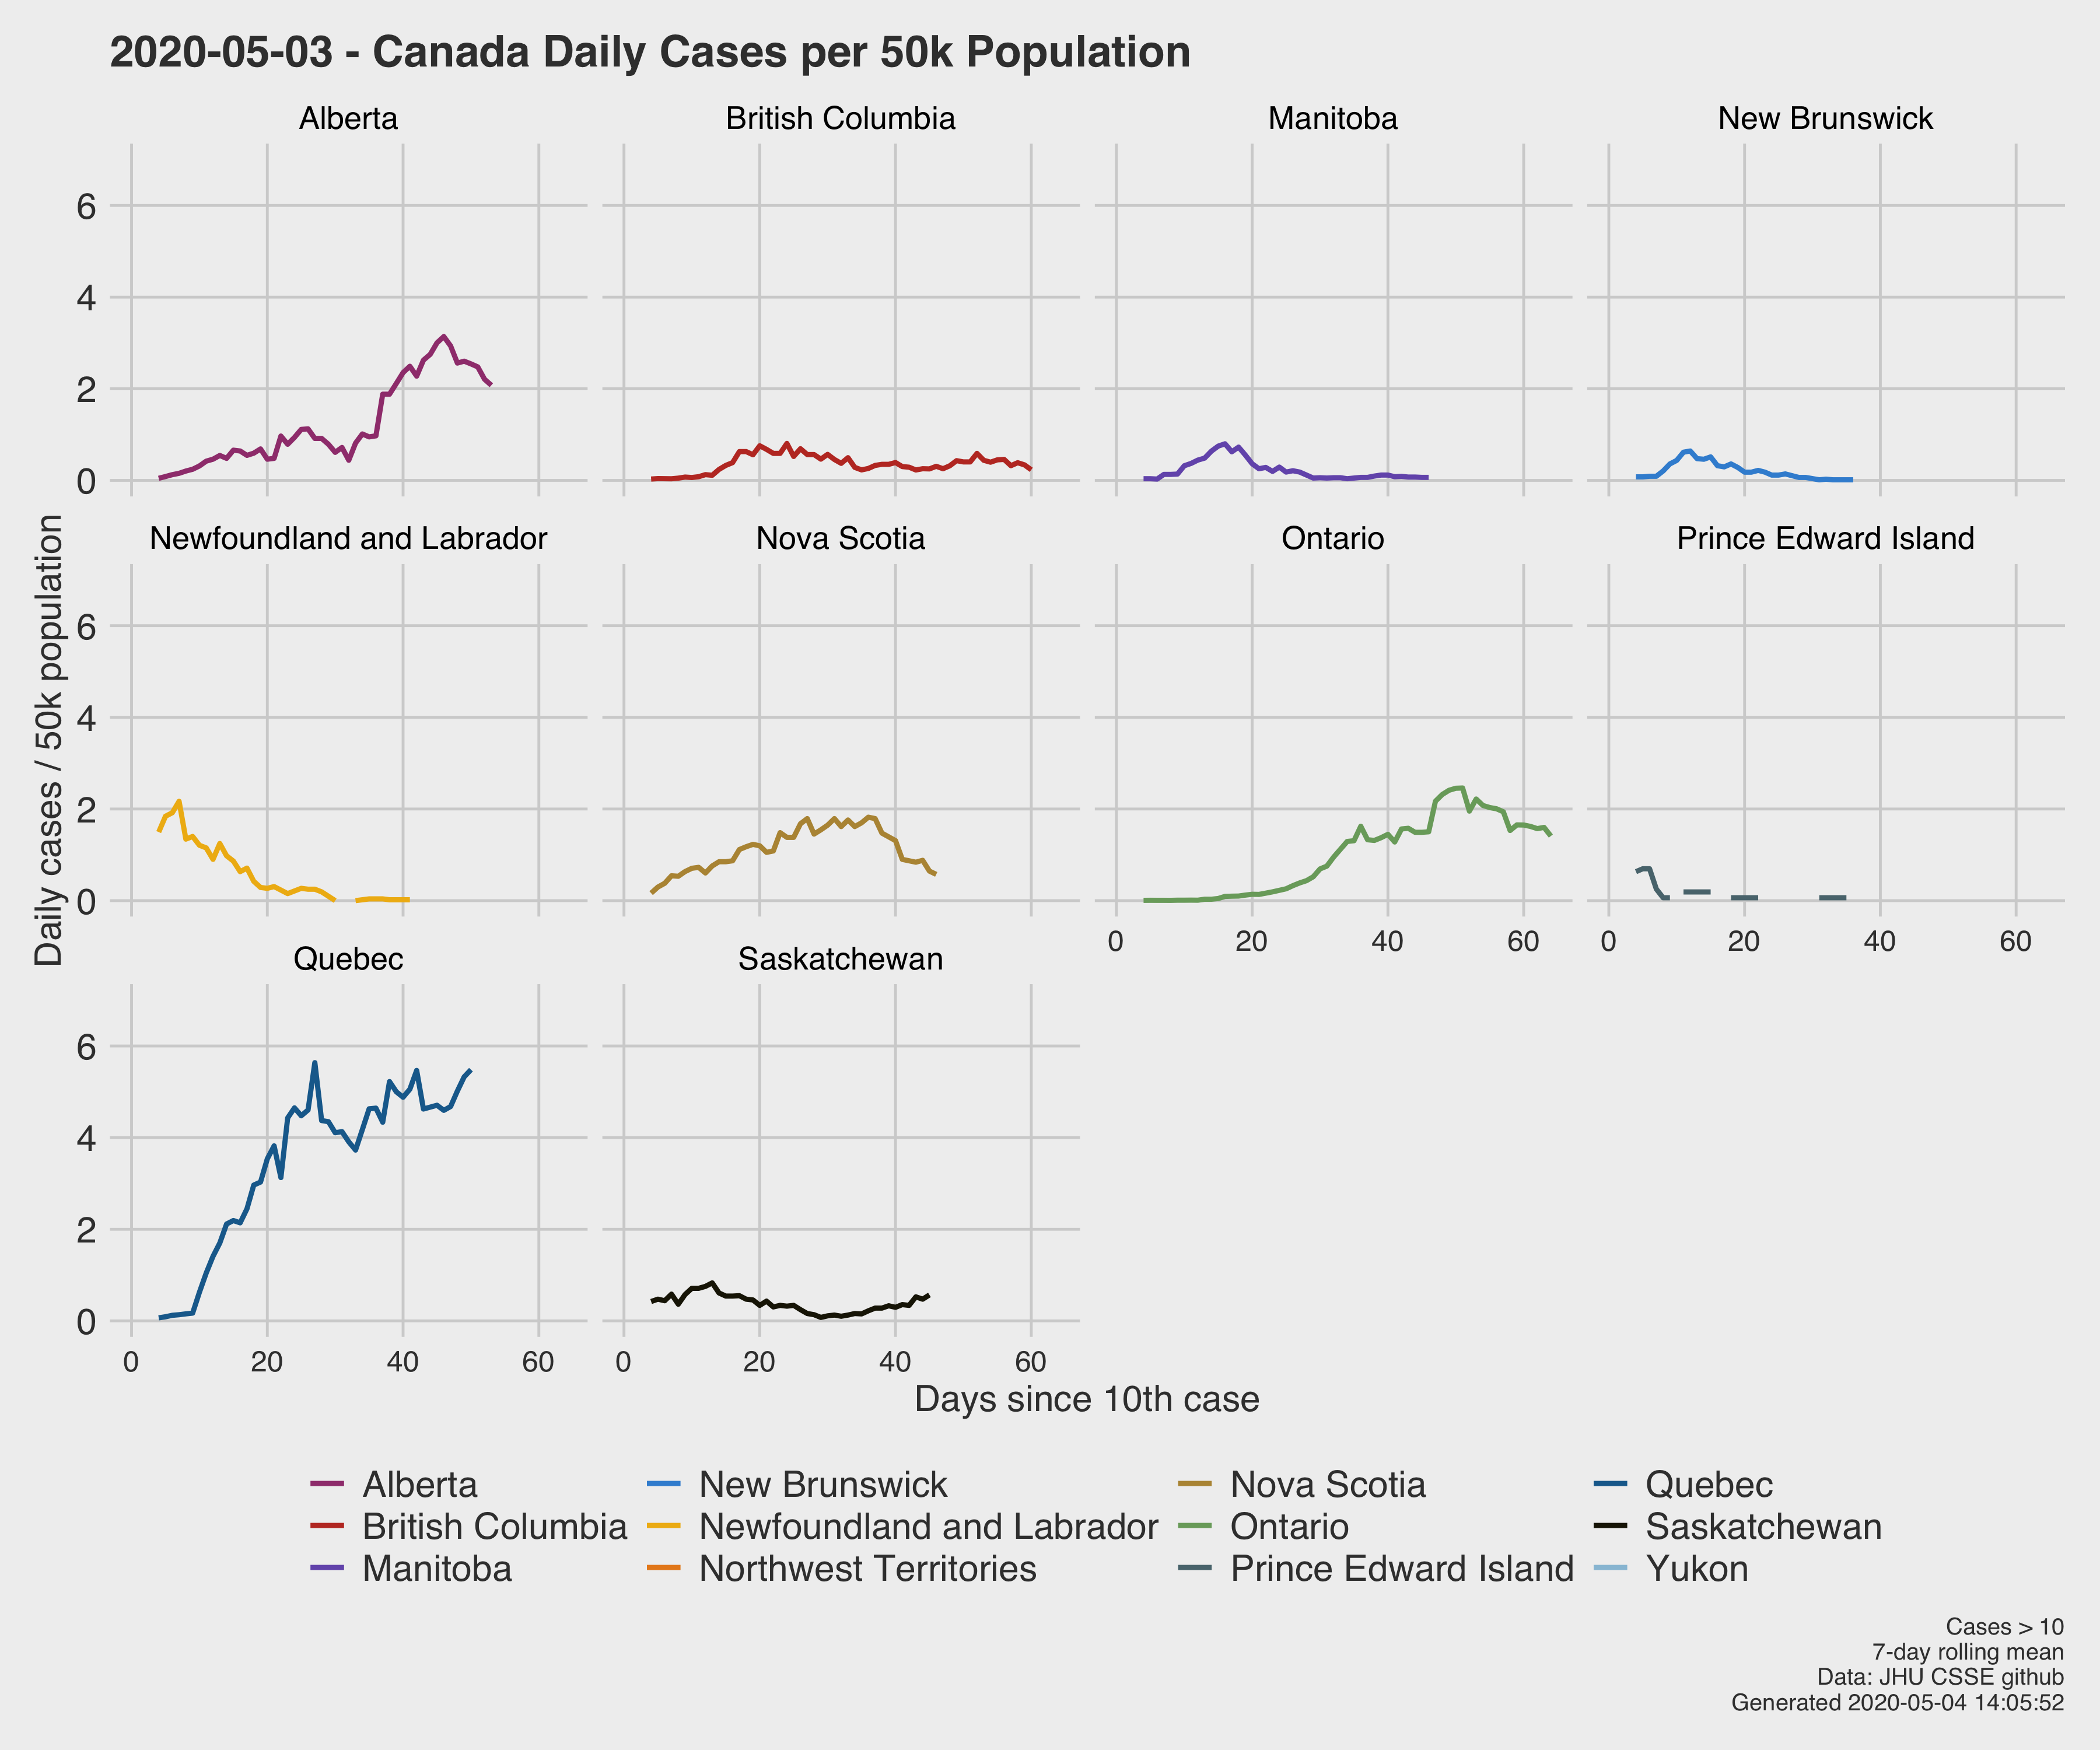 2020-05-03 - Canada Daily Cases per 50k Population
Alberta
British Columbia
Manitoba
New Brunswick
6
4
2
0
Newfoundland and Labrador
Nova Scotia
Ontario
Prince Edward Island
6
4
2
0
0 20 40 60
0 20 40 60
Daily cases / 50k population
Quebec
Saskatchewan
6
4
2
0
0 20 40 60
0 20 40 60
Days since 10th case
Alberta
British Columbia
Manitoba
New Brunswick
Newfoundland and Labrador
Northwest Territories
Nova Scotia
Ontario
Prince Edward Island
Quebec
Saskatchewan
Yukon
Cases > 10
7-day rolling mean
Data: JHU CSSE github
Generated 2020-05-04 14:05:52